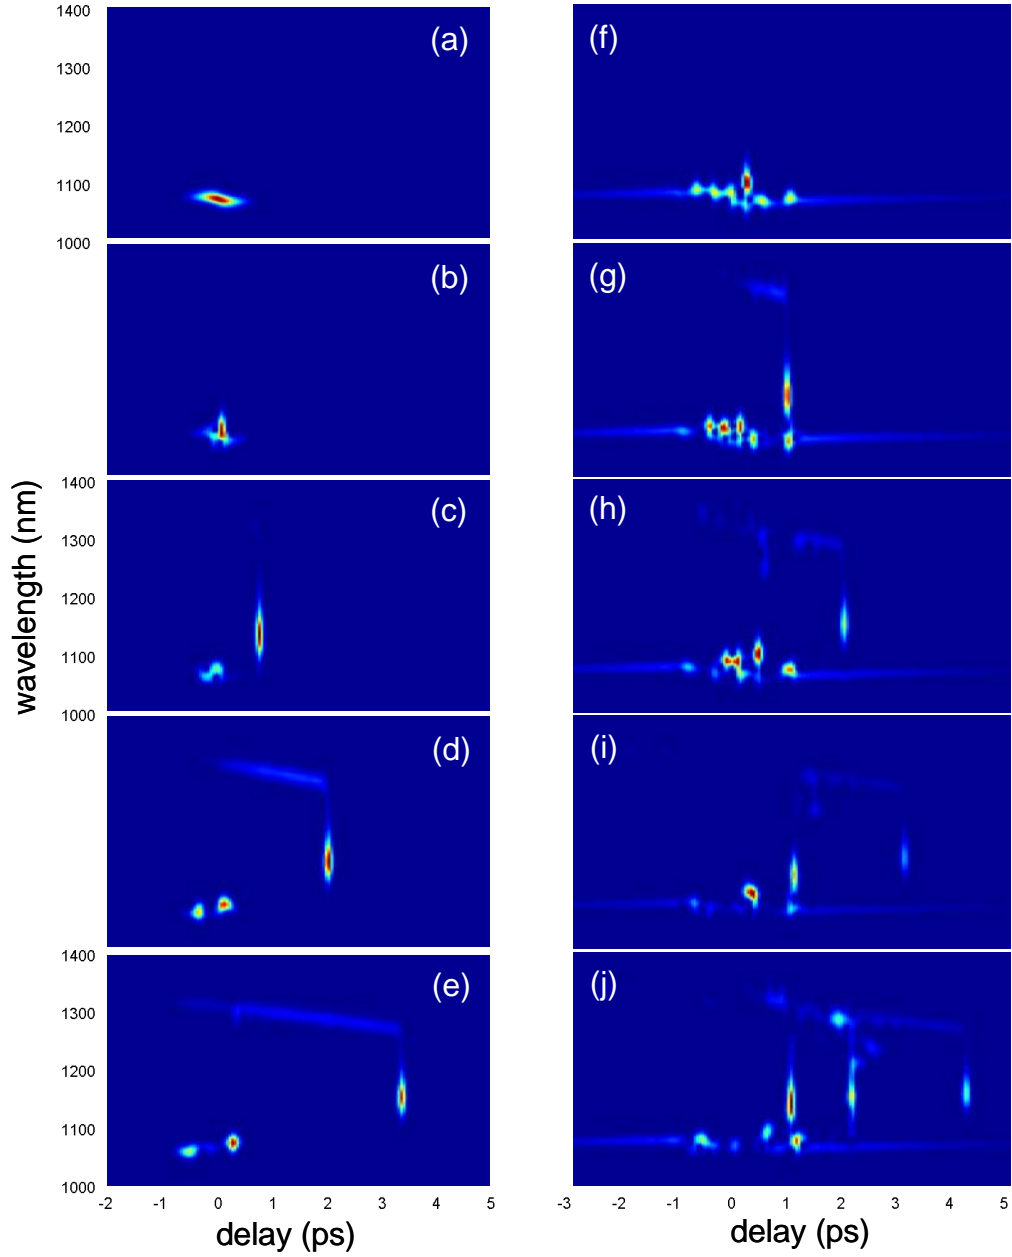 1400
(a)
(f)
1300
1200
1100
1000
(b)
(g)
1400
(c)
(h)
1300
1200
1100
1000
(d)
(i)
1400
(e)
(j)
1300
1200
1100
1000
wavelength (nm)
-2 -1 0 1 2 3 4 5
-3 -2 -1 0 1 2 3 4 5
delay (ps)
delay (ps)